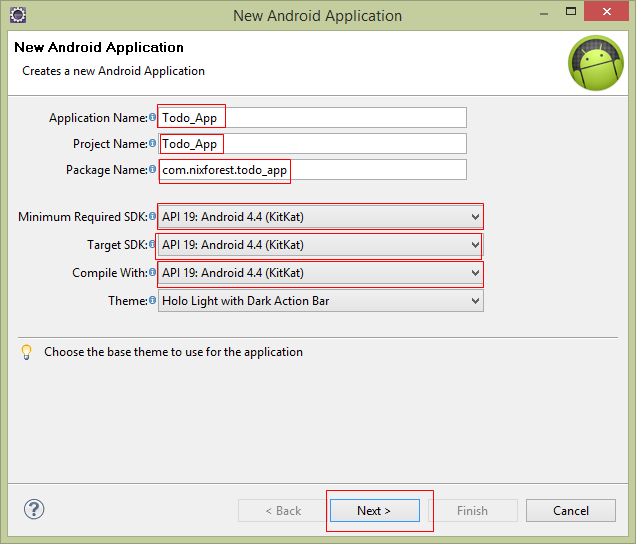 New Android Application
New Android Application
Creates a new Android Application
Application Name: Todo_App
Project Name: Todo_App
Package Name: com.nixforest.todo_app
Minimum Required SDK: API 19: Android 4.4 (KitKat)
Target SDK: API 19: Android 4.4 (KitKat)
Compile With: API 19: Android 4.4 (KitKat)
Theme: Holo Light with Dark Action Bar
Choose the base theme to use for the application
? < Back Next > Finish Cancel